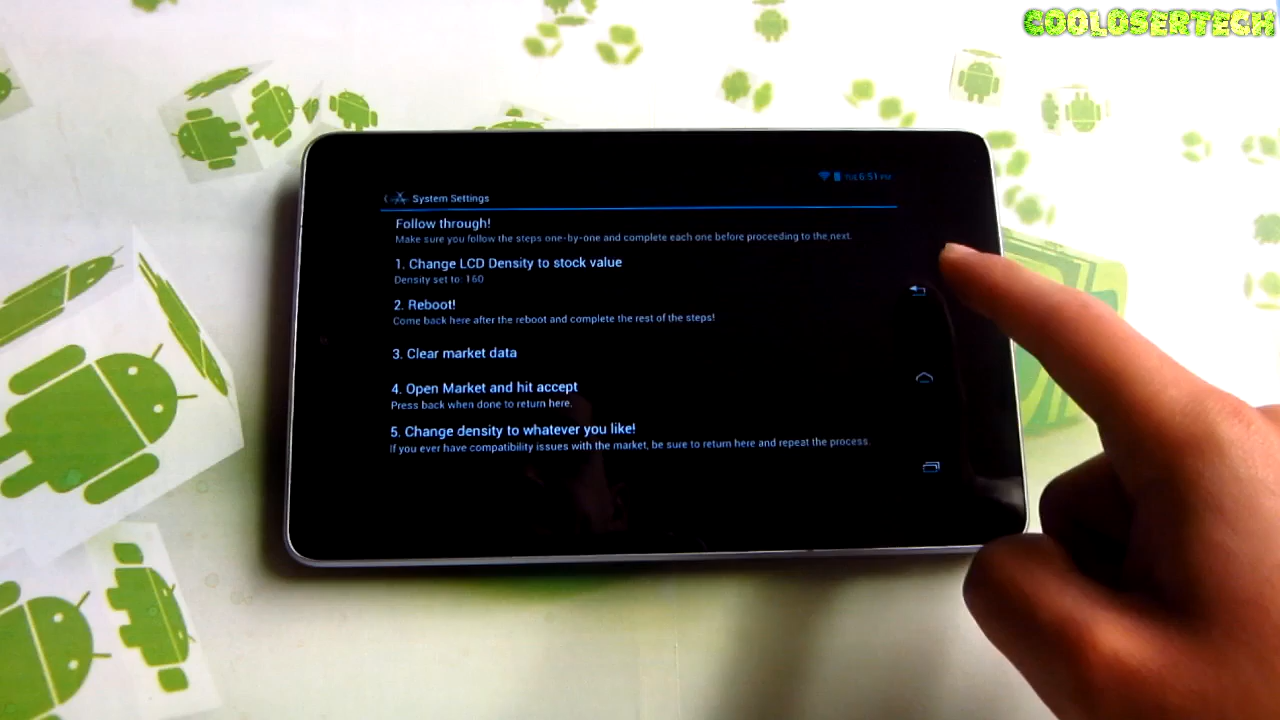 COOLOSERTECH
TUE 6:51 PM
System Settings
Follow through!
Make sure you follow the steps one-by-one and complete each one before proceeding to the next.
1. Change LCD Density to stock value
Density set to: 160
2. Reboot!
Come back here after the reboot and complete the rest of the steps!
3. Clear market data
4. Open Market and hit accept
Press back when done to return here.
5. Change density to whatever you like!
If you ever have compatibility issues with the market, be sure to return here and repeat the process.